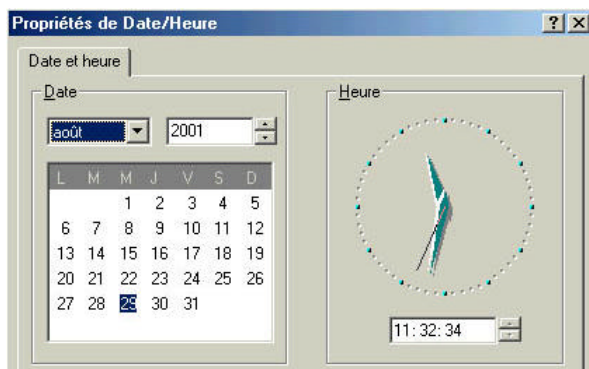 Propriétés de Date/Heure
Date et heure
Date
Heure
août 2001
L M M J V S D
1 2 3 4 5
6 7 8 9 10 11 12
13 14 15 16 17 18 19
20 21 22 23 24 25 26
27 28 29 30 31
11: 32: 34